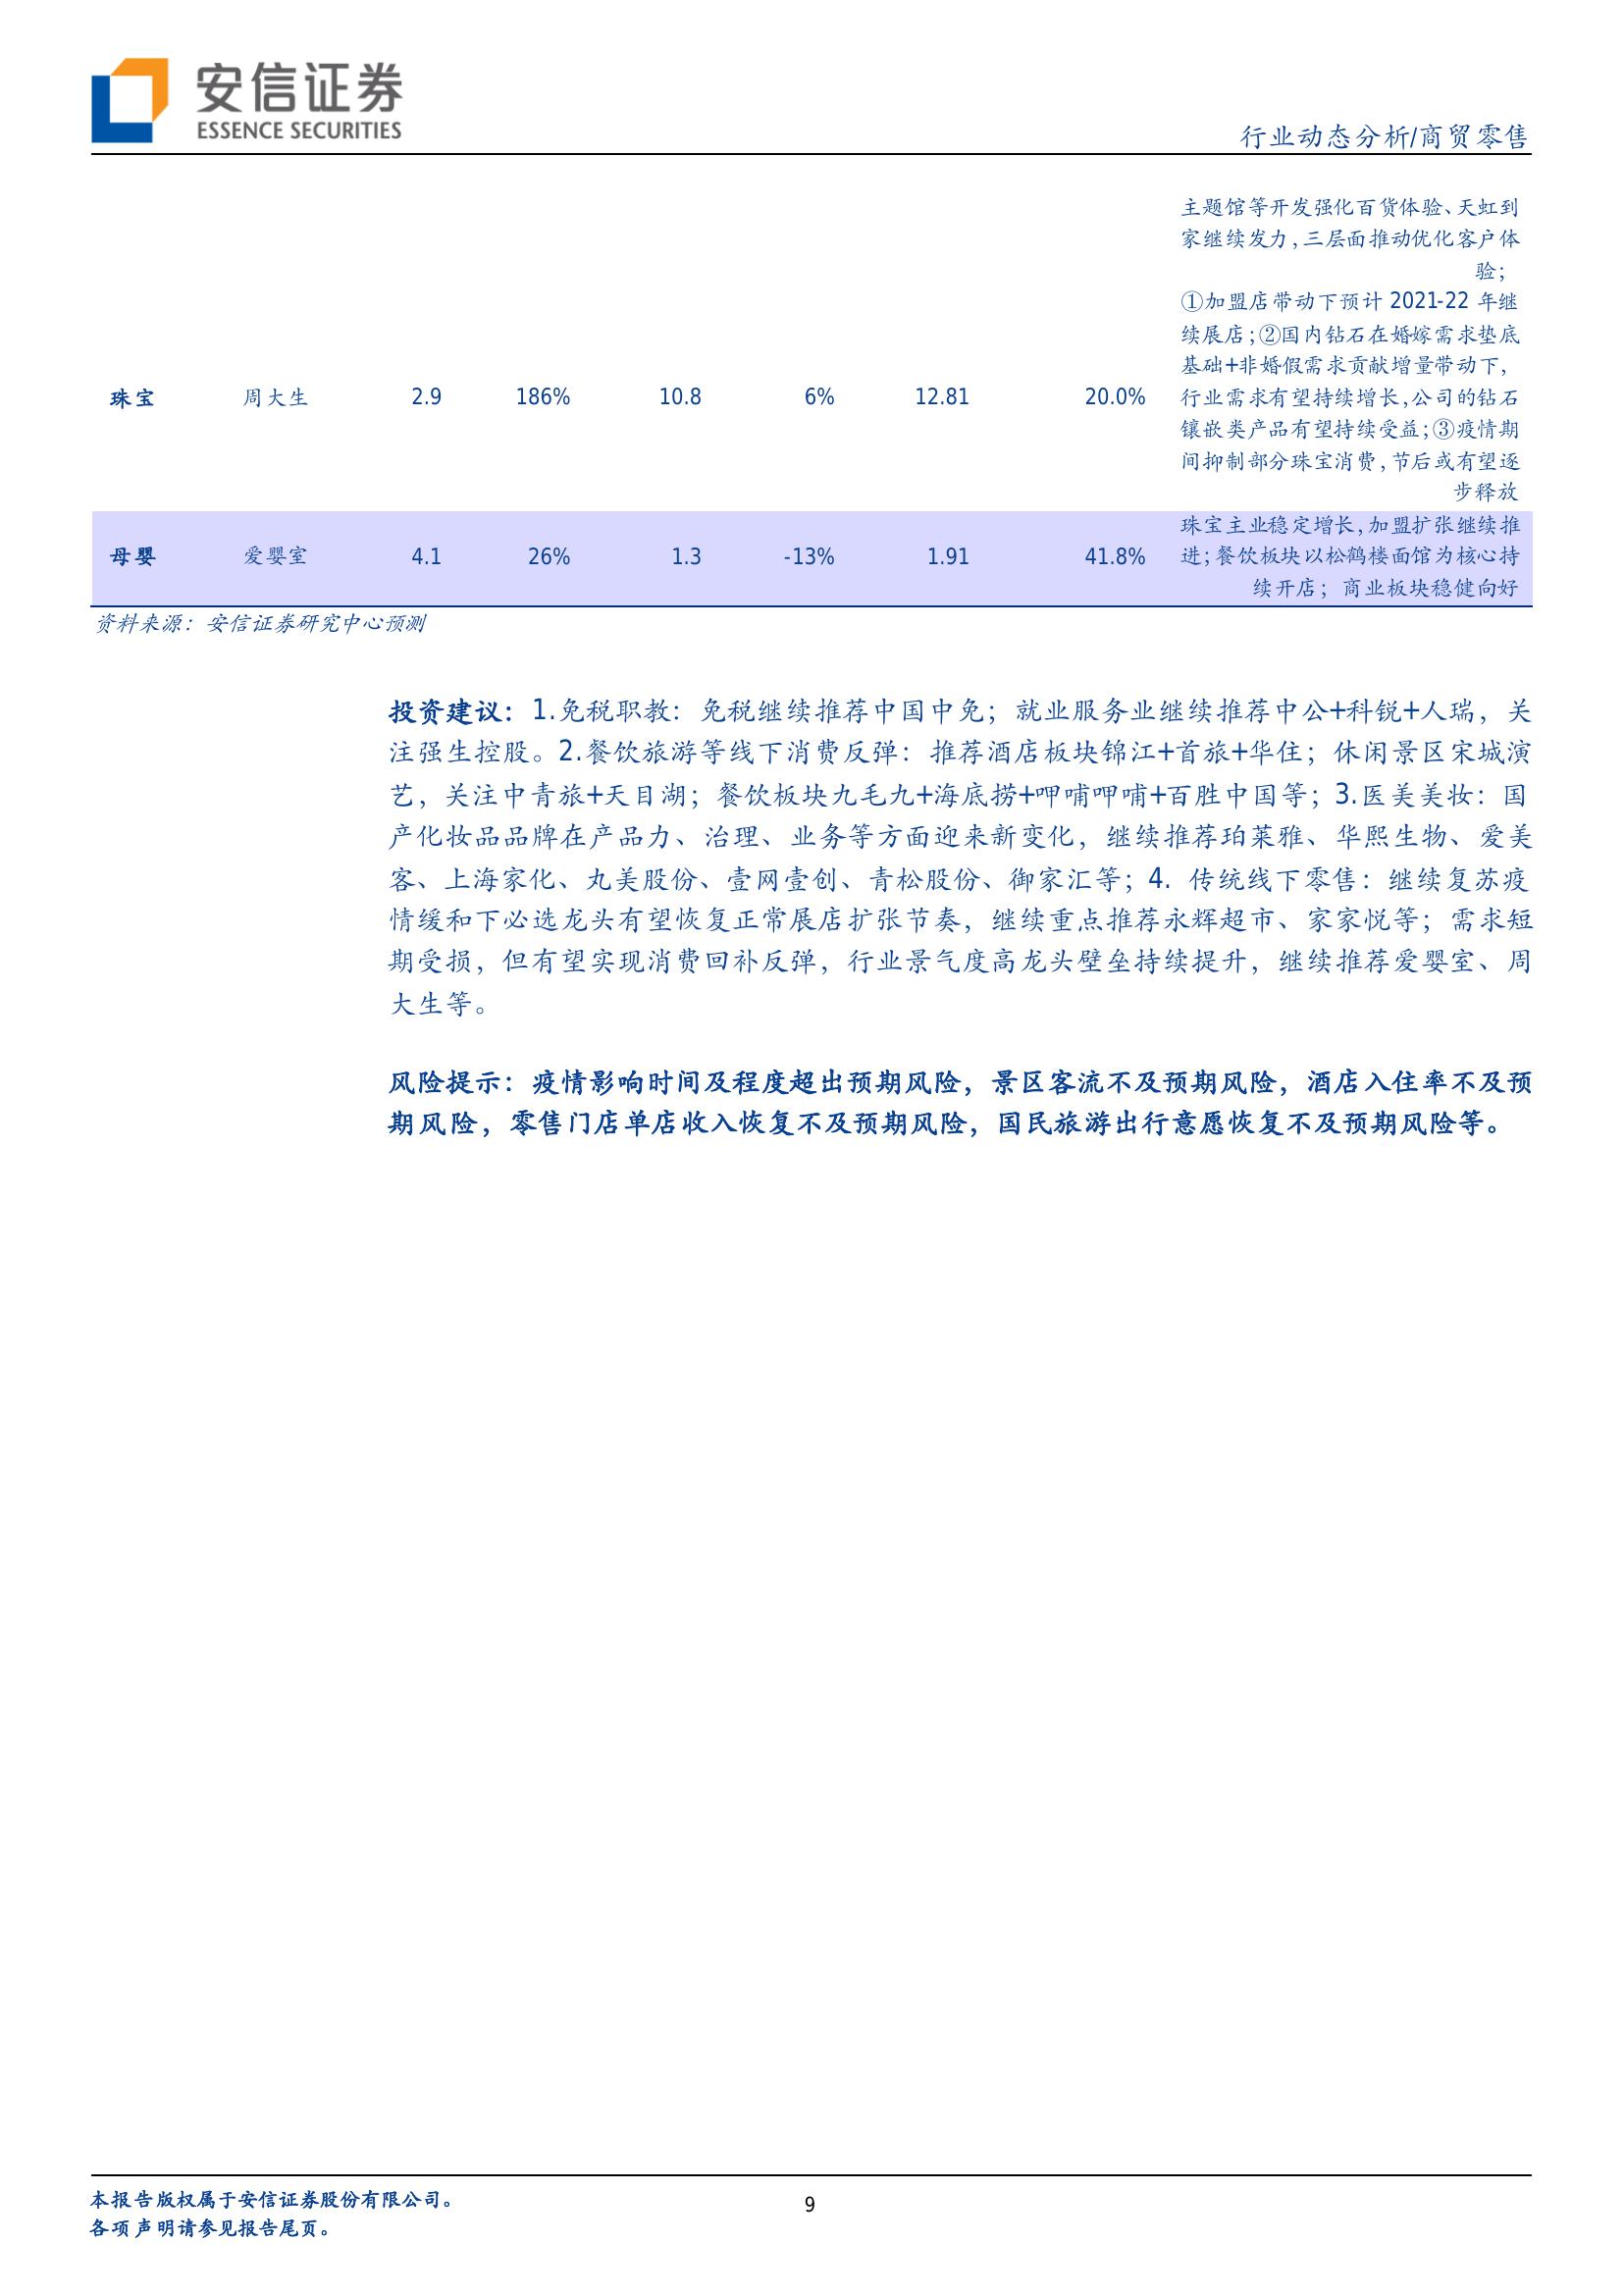 安信证券
ESSENCE SECURITIES
行业动态分析/商贸零售
主题馆等开发强化百货体验、天虹到
家继续发力，三层面推动优化客户体
验；
珠宝 周大生 2.9 186% 10.8 6% 12.81 20.0%
①加盟店带动下预计 2021-22 年继
续展店；②国内钻石在婚嫁需求垫底
基础+非婚假需求贡献增量带动下，
行业需求有望持续增长，公司的钻石
镶嵌类产品有望持续受益；③疫情期
间抑制部分珠宝消费，节后或有望逐
步释放
母婴 爱婴室 4.1 26% 1.3 -13% 1.91 41.8%
珠宝主业稳定增长，加盟扩张继续推
进；餐饮板块以松鹤楼面馆为核心持
续开店； 商业板块稳健向好
资料来源：安信证券研究中心预测
投资建议：1.免税职教：免税继续推荐中国中免；就业服务业继续推荐中公+科锐+人瑞，关
注强生控股。2.餐饮旅游等线下消费反弹：推荐酒店板块锦江+首旅+华住；休闲景区宋城演
艺，关注中青旅+天目湖；餐饮板块九毛九+海底捞+呷哺呷哺+百胜中国等；3.医美美妆：国
产化妆品品牌在产品力、治理、业务等方面迎来新变化，继续推荐珀莱雅、华熙生物、爱美
客、上海家化、丸美股份、壹网壹创、青松股份、御家汇等；4. 传统线下零售：继续复苏疫
情缓和下必选龙头有望恢复正常展店扩张节奏，继续重点推荐永辉超市、家家悦等；需求短
期受损，但有望实现消费回补反弹，行业景气度高龙头壁垒持续提升，继续推荐爱婴室、周
大生等。
风险提示：疫情影响时间及程度超出预期风险，景区客流不及预期风险，酒店入住率不及预
期风险，零售门店单店收入恢复不及预期风险，国民旅游出行意愿恢复不及预期风险等。
本报告版权属于安信证券股份有限公司。
各项声明请参见报告尾页。
9